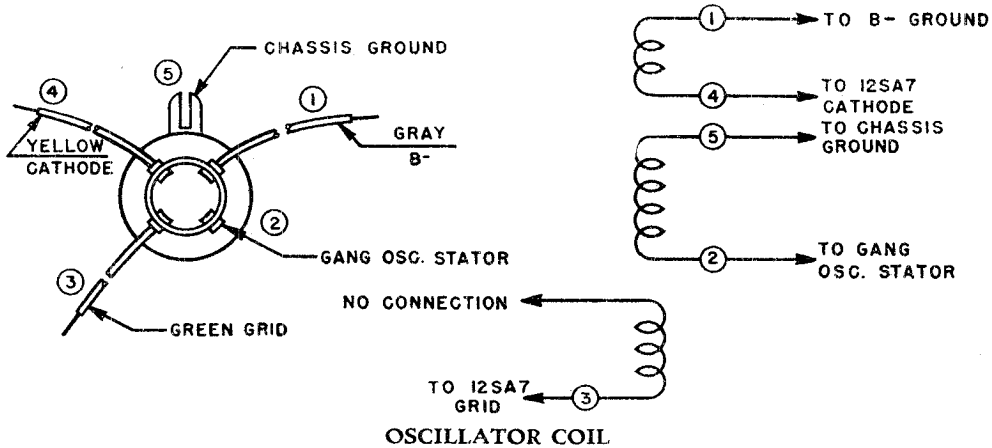 CHASSIS GROUND
5
4
1
YELLOW
CATHODE
GRAY
B-
2
GANG OSC. STATOR
3
GREEN GRID
1
TO B- GROUND
4
TO 12SA7
CATHODE
5
TO CHASSIS
GROUND
2
TO GANG
OSC. STATOR
NO CONNECTION
TO 12SA7
GRID
3
OSCILLATOR COIL